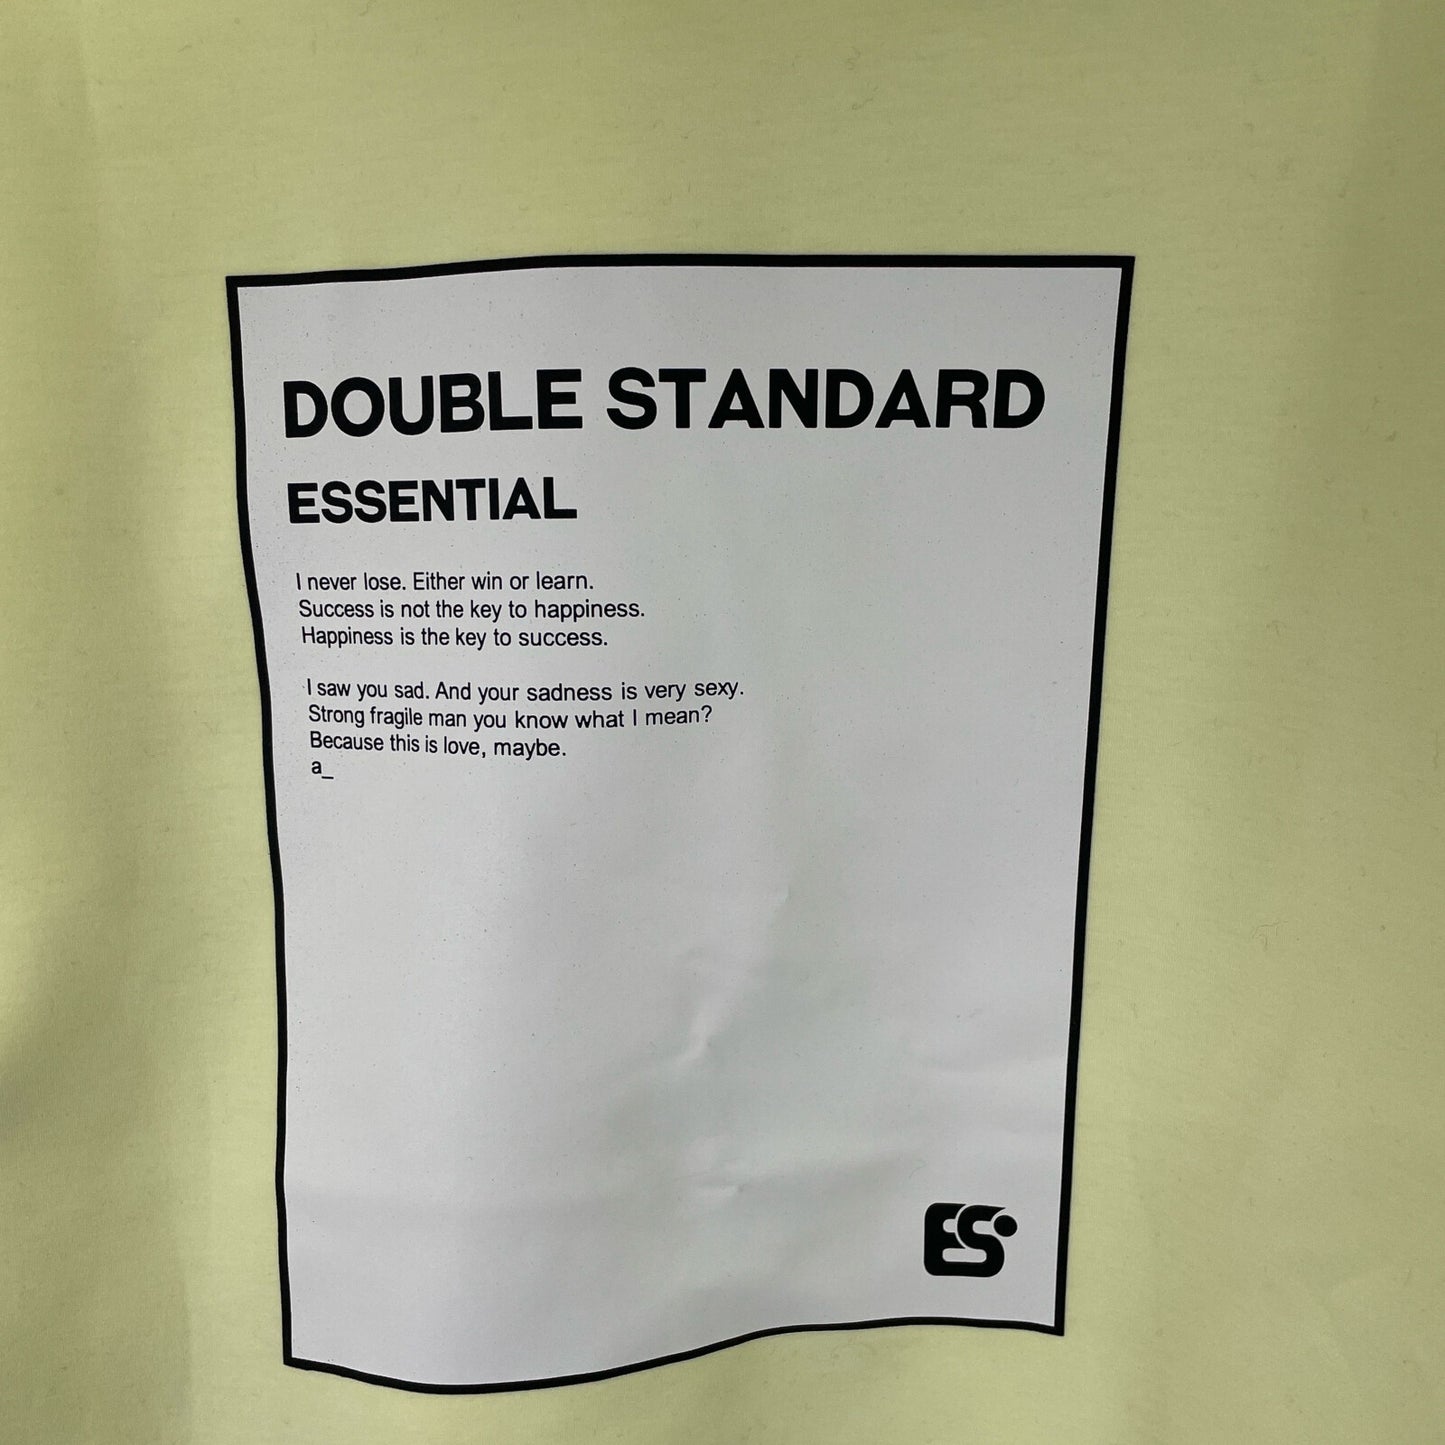 DOUBLE STANDARD
ESSENTIAL
I never lose. Either win or learn.
Success is not the key to happiness.
Happiness is the key to success.
I saw you sad. And your sadness is very sexy.
Strong fragile man you know what I mean?
Because this is love, maybe.
a_
ES